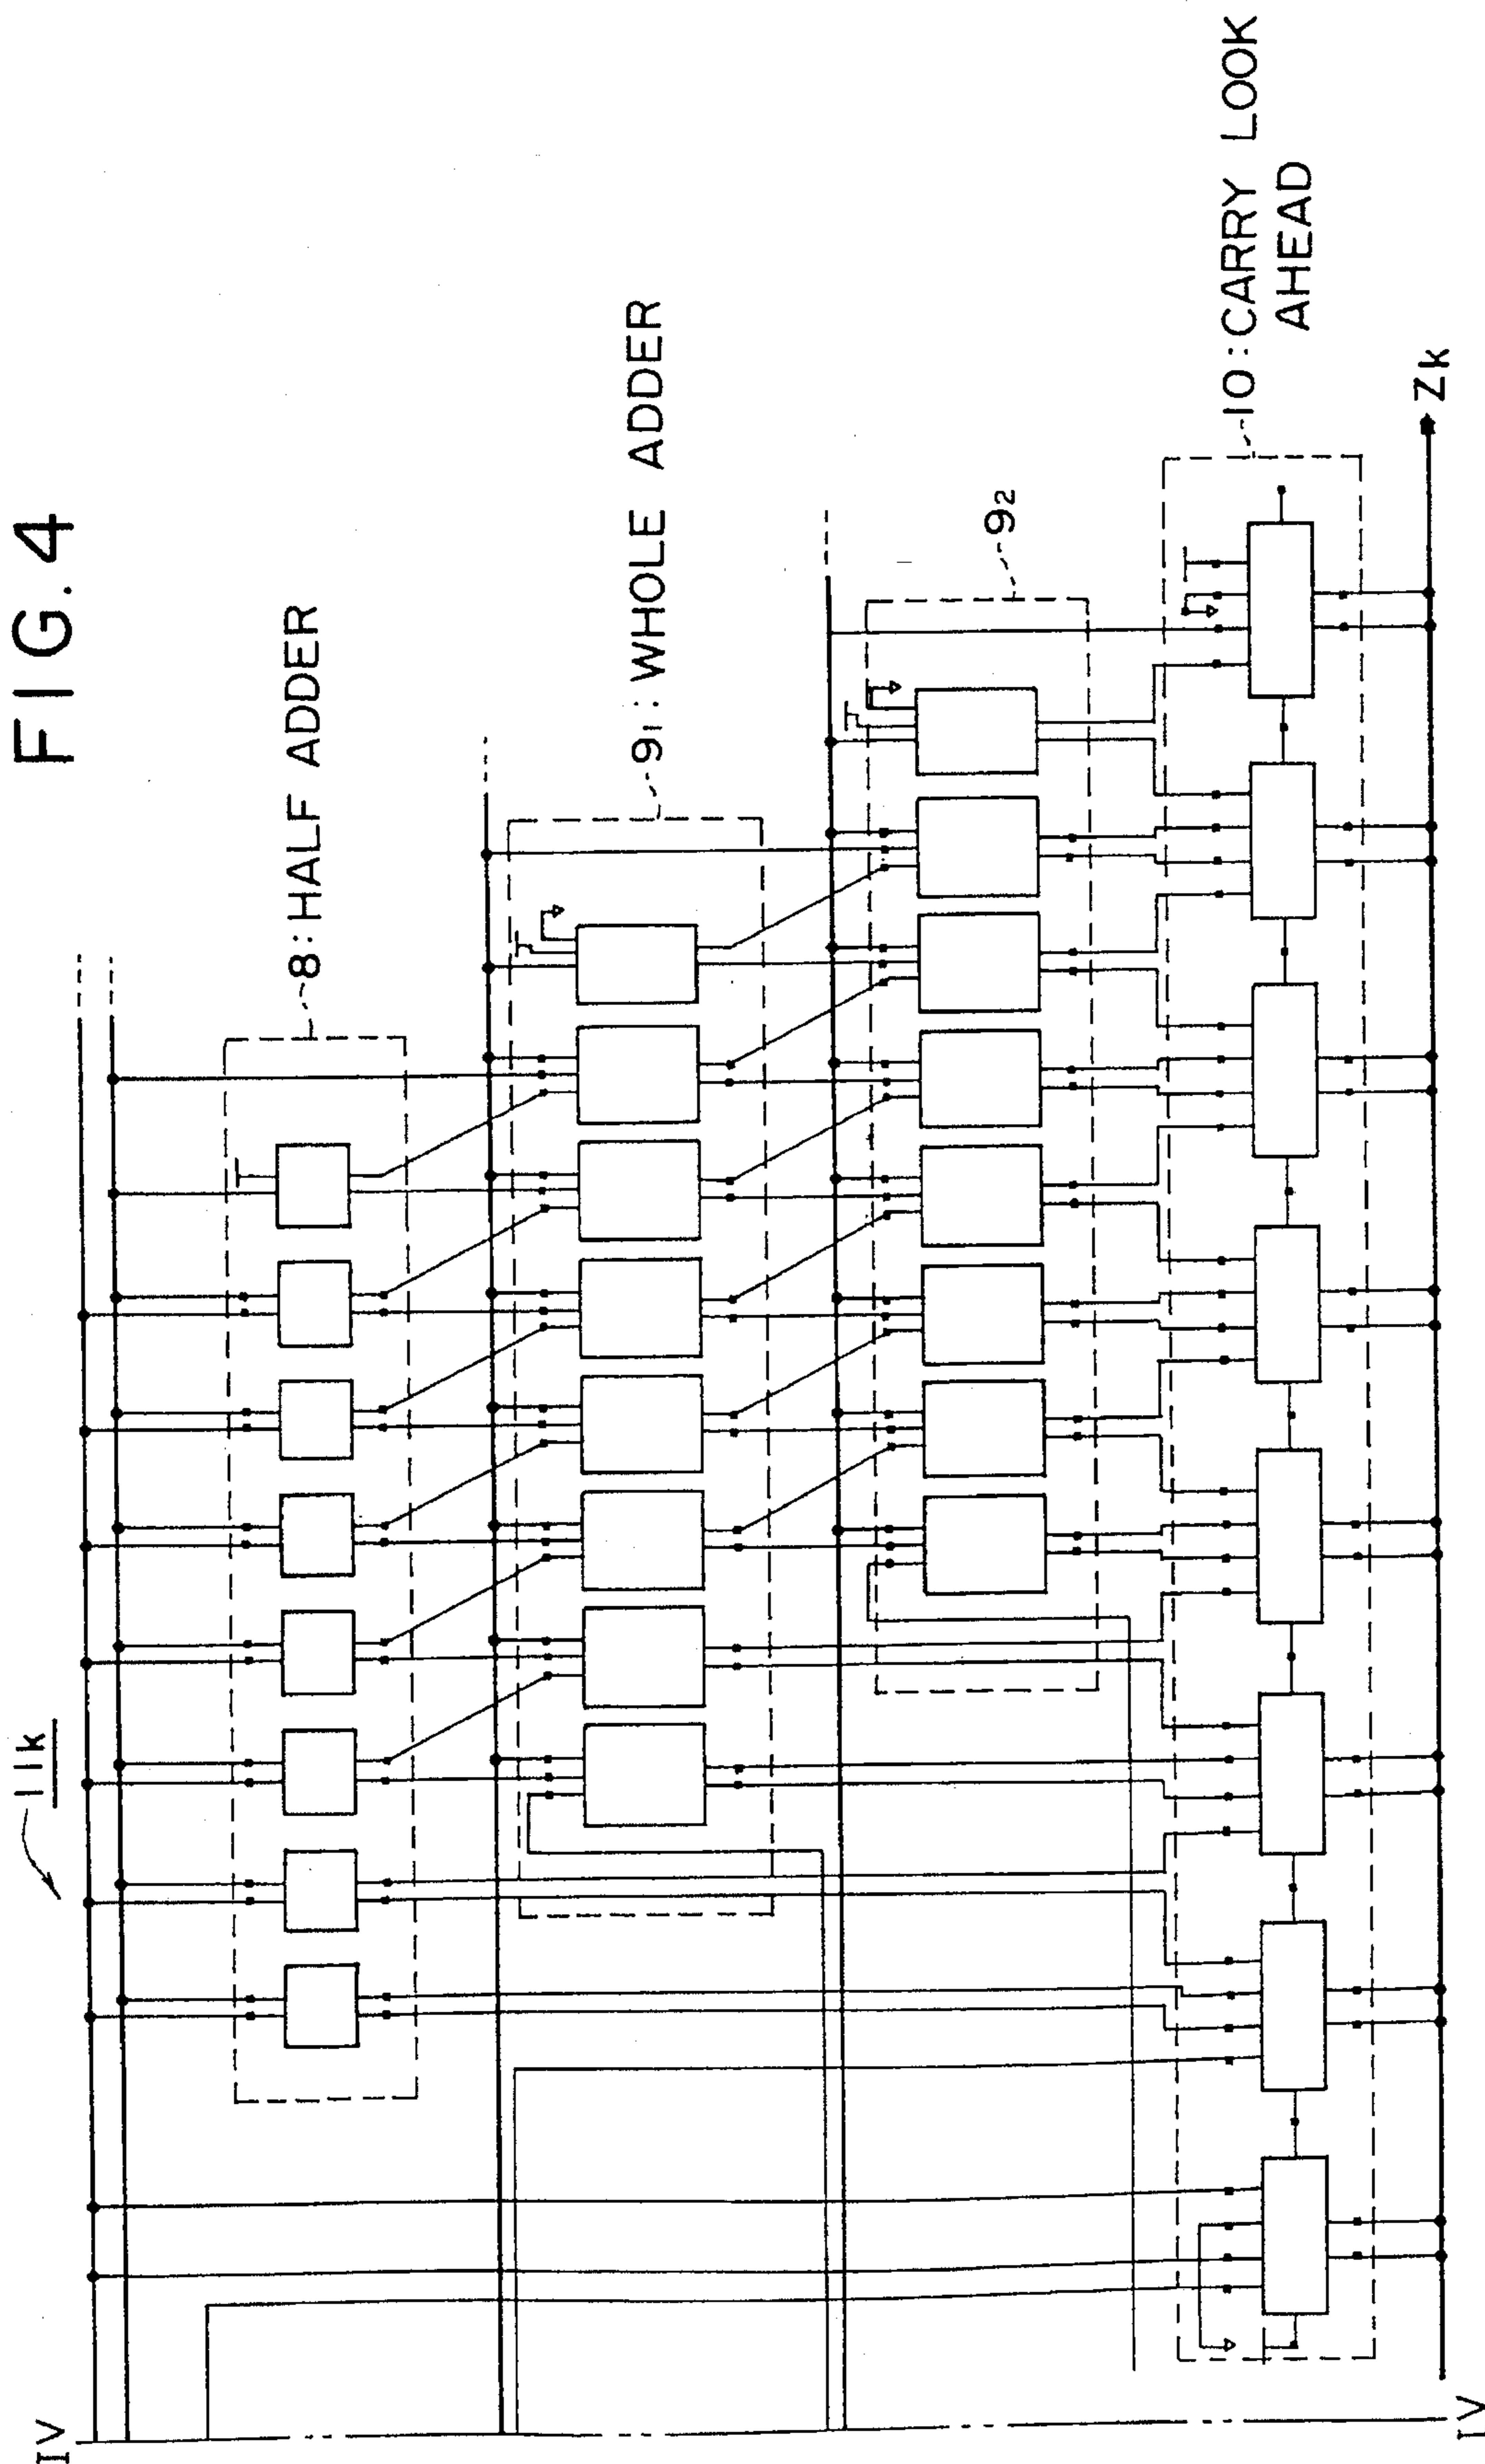 FIG. 4
11k
8: HALF ADDER
9₁: WHOLE ADDER
9₂
10: CARRY LOOK
AHEAD
Zk
IV
IV